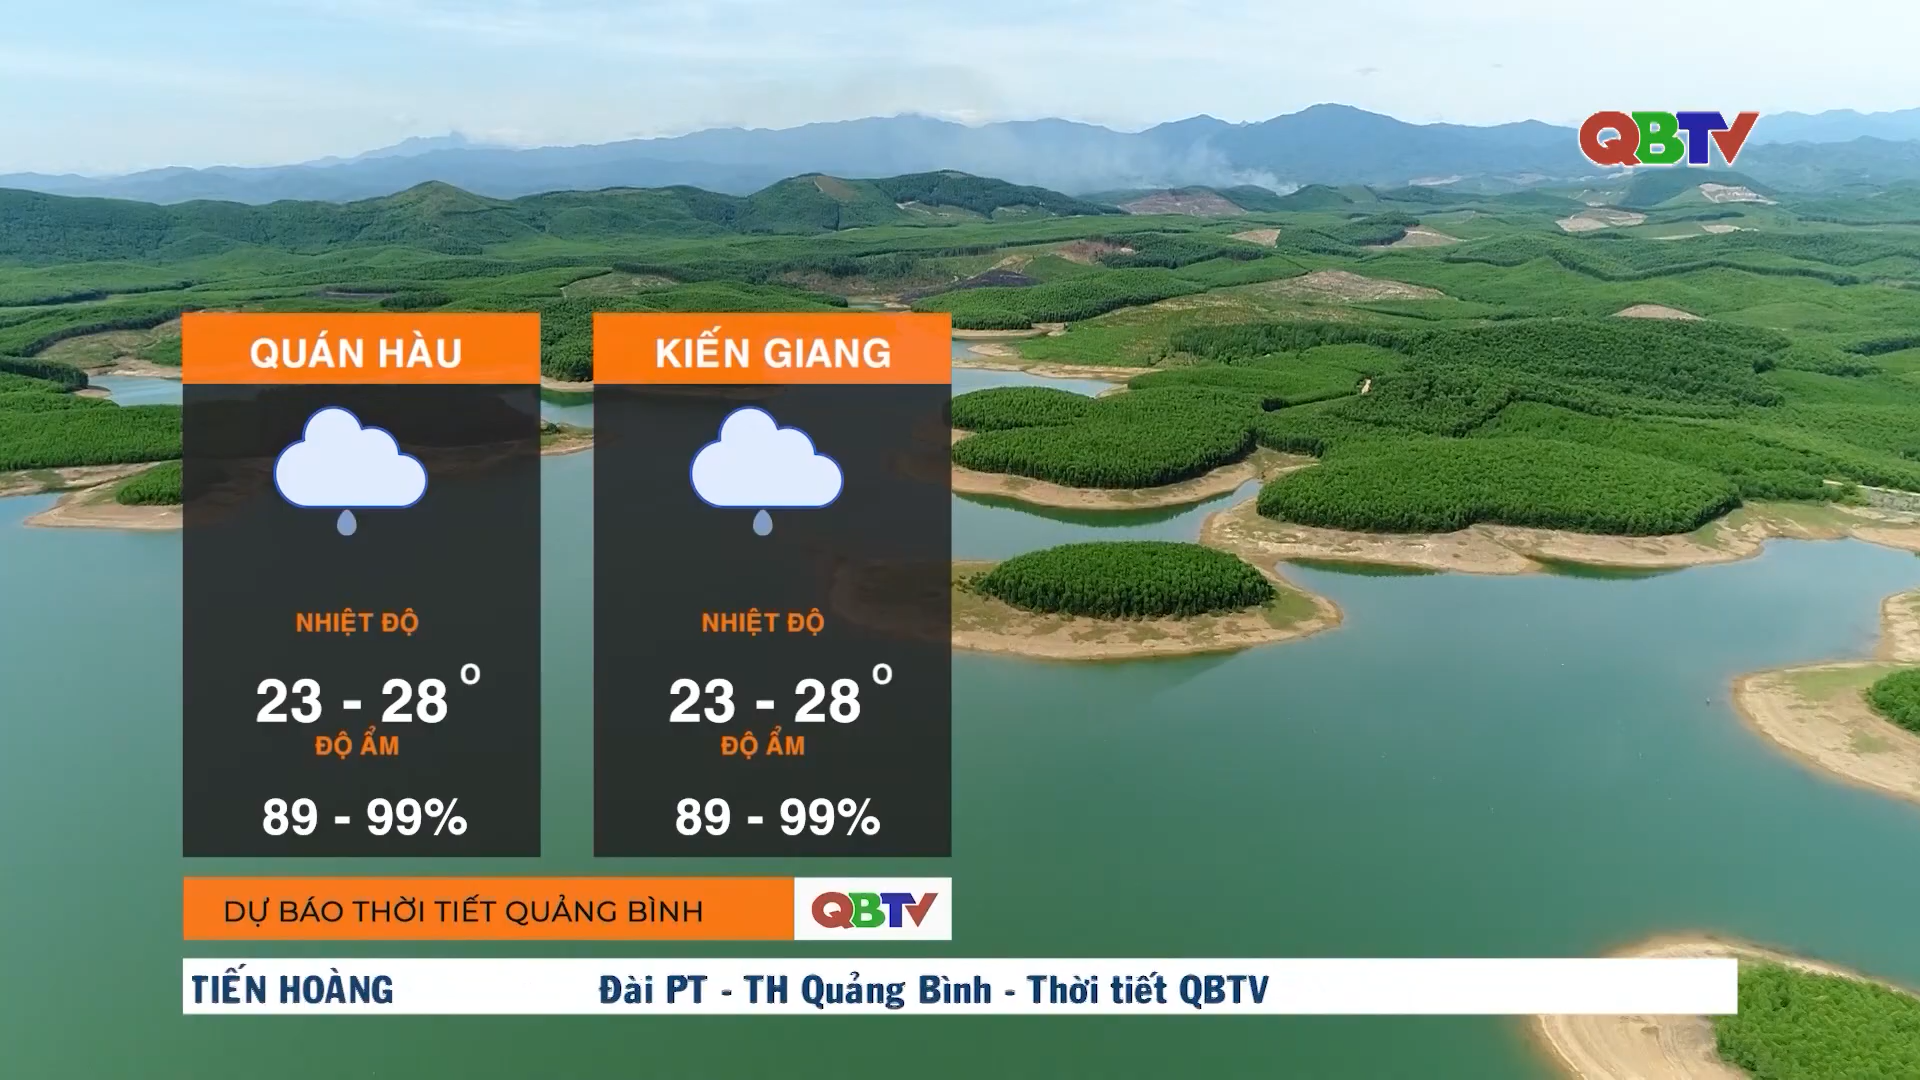 QBTV
QUÁN HÀU
KIẾN GIANG
NHIỆT ĐỘ
23 - 28°
ĐỘ ẨM
89 - 99%
NHIỆT ĐỘ
23 - 28°
ĐỘ ẨM
89 - 99%
DỰ BÁO THỜI TIẾT QUẢNG BÌNH
QBTV
TIẾN HOÀNG
Đài PT - TH Quảng Bình - Thời tiết QBTV